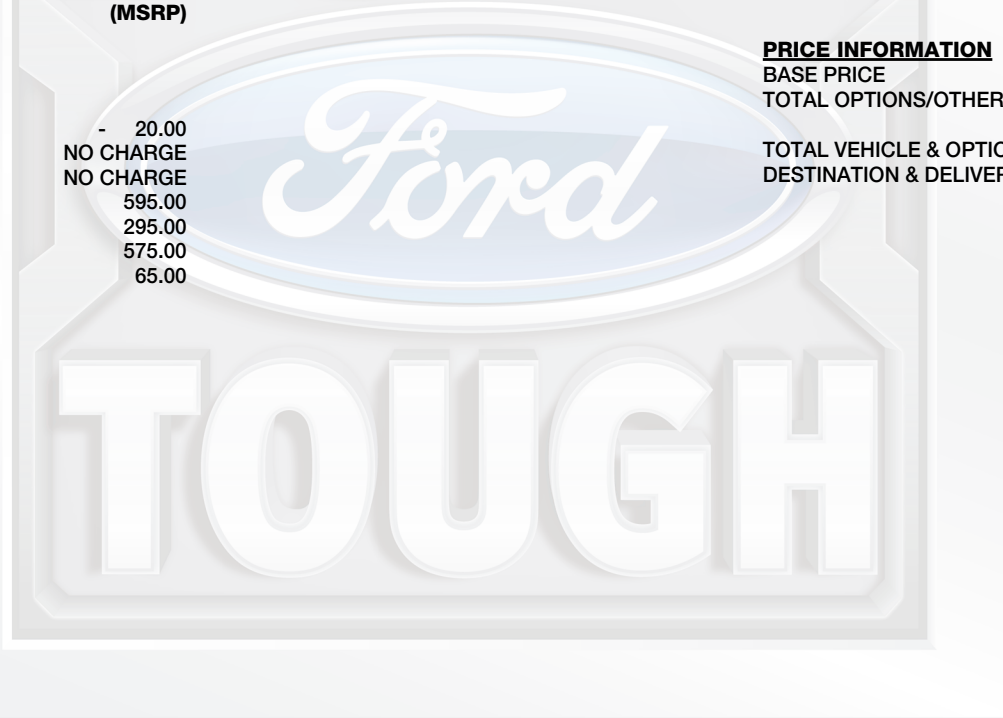 (MSRP)
- 20.00
NO CHARGE
NO CHARGE
595.00
295.00
575.00
65.00
PRICE INFORMATION
BASE PRICE
TOTAL OPTIONS/OTHER
TOTAL VEHICLE & OPTIO
DESTINATION & DELIVER
Ford
TOUGH